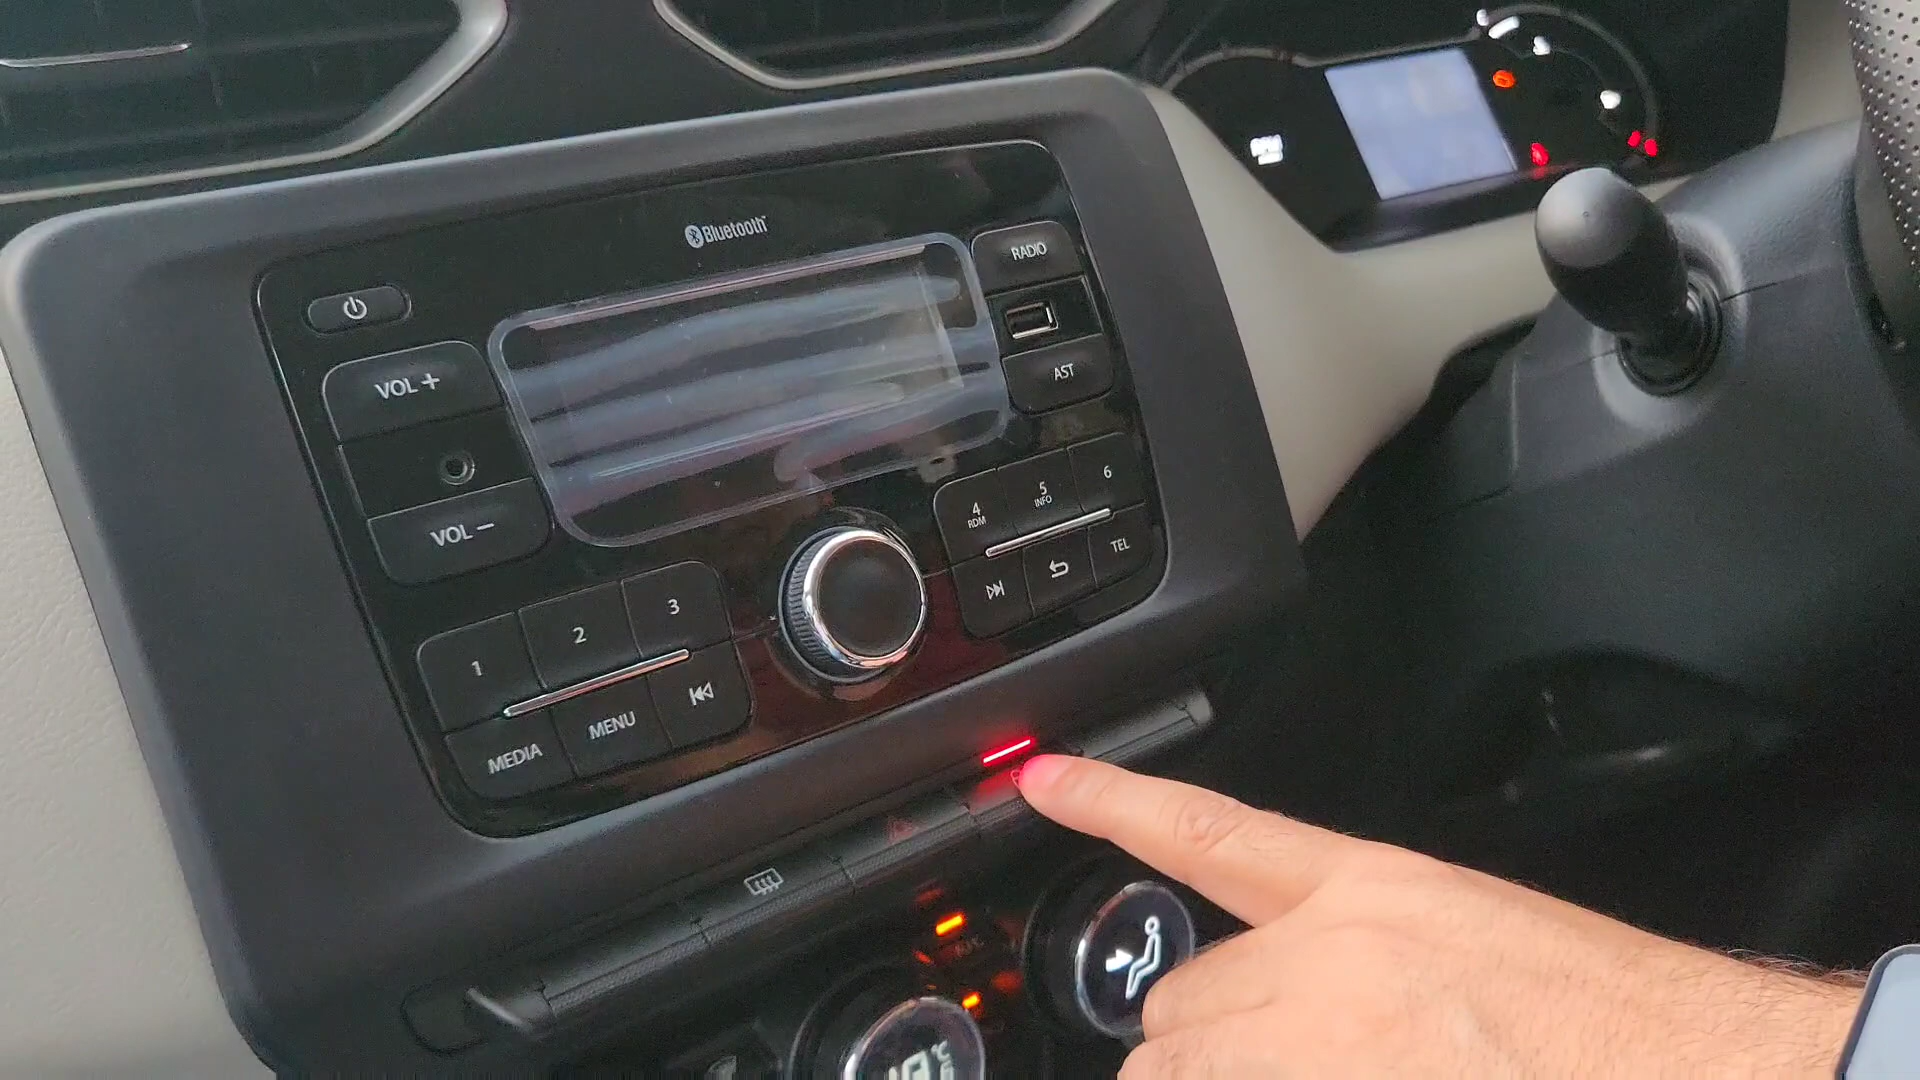 Bluetooth
RADIO
VOL +
AST
VOL –
4
RDM
5
INFO
6
TEL
1
2
3
MEDIA
MENU